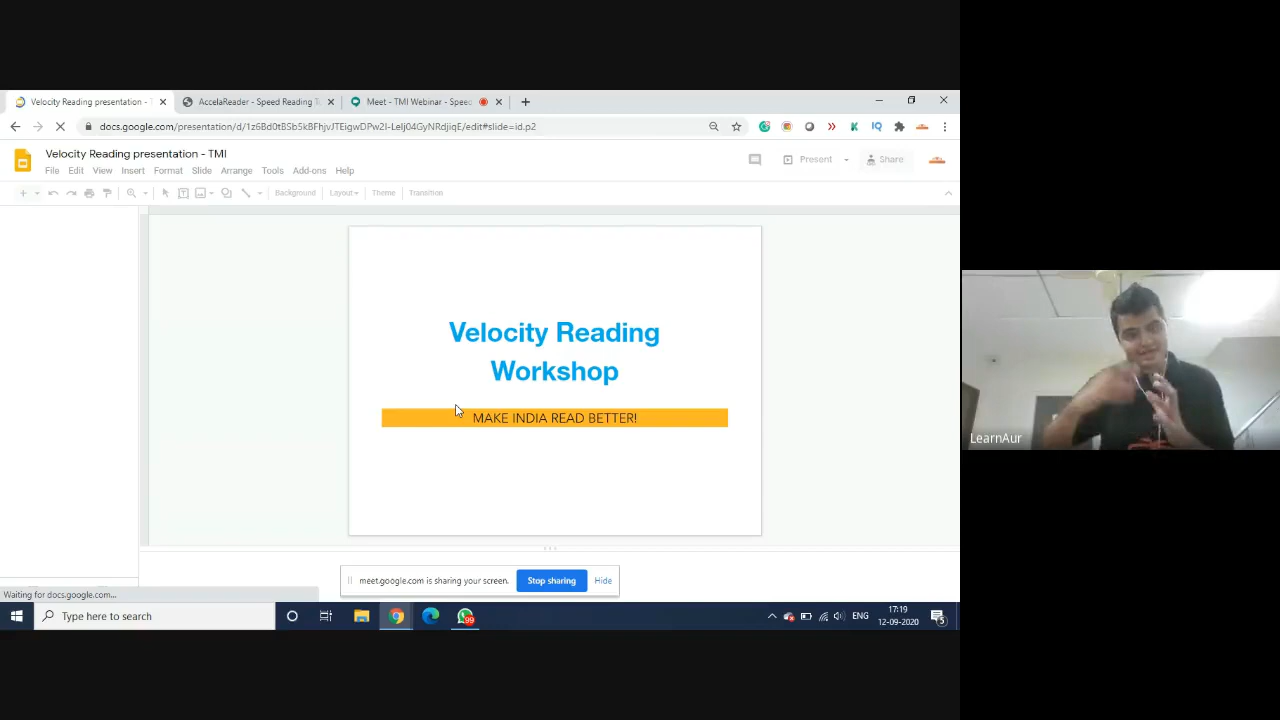 Velocity Reading presentation - T
AccelaReader - Speed Reading T
Meet - TMI Webinar - Speed
docs.google.com/presentation/d/1z6Bd0tBSb5kBFhjvJTEigwDPw2I-LeIj04GyNRdjiqE/edit#slide=id.p2
Velocity Reading presentation - TMI
File Edit View Insert Format Slide Arrange Tools Add-ons Help
Present
Share
Background Layout Theme Transition
Velocity Reading
Workshop
MAKE INDIA READ BETTER!
LearnAur
meet.google.com is sharing your screen.
Stop sharing
Hide
Waiting for docs.google.com...
Type here to search
99
ENG
17:19
12-09-2020
5